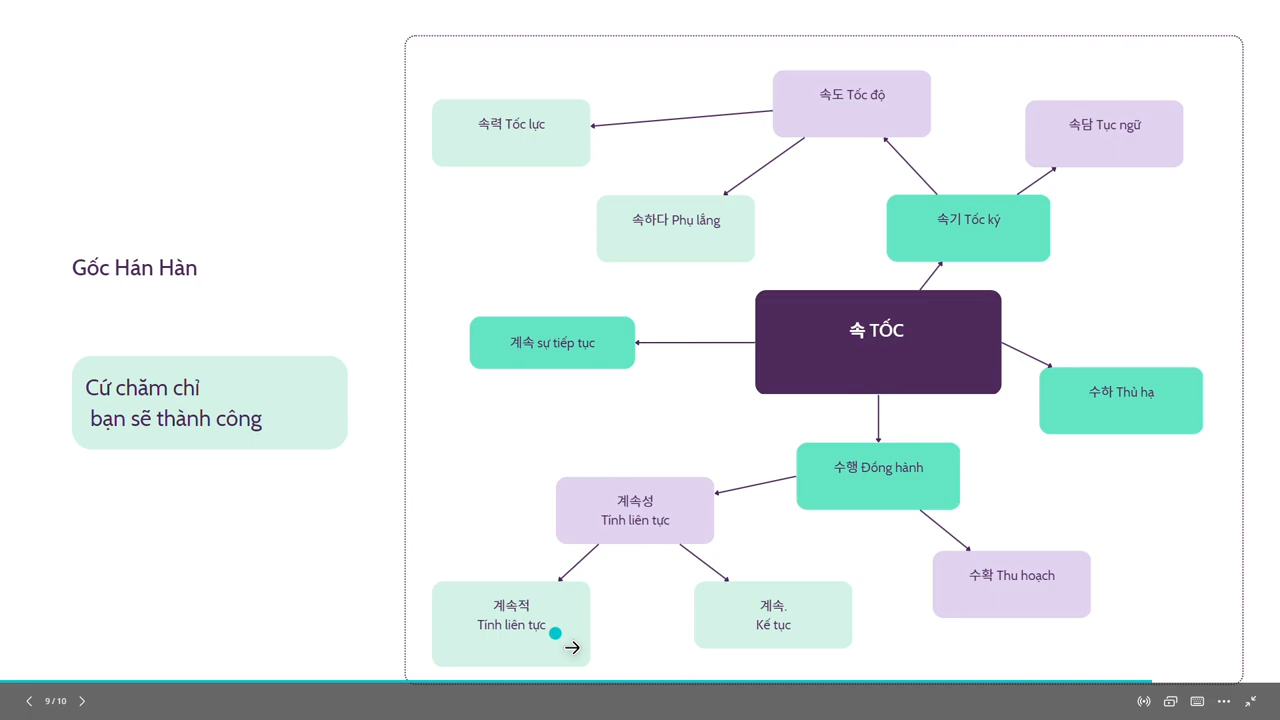 속도 Tốc độ
속력 Tốc lực
속담 Tục ngữ
속하다 Phụ lắng
속기 Tốc ký
Gốc Hán Hàn
속 TỐC
계속 sự tiếp tục
Cứ chăm chỉ
bạn sẽ thành công
수하 Thủ hạ
수행 Đồng hành
계속성
Tính liên tực
수확 Thu hoạch
계속적
Tính liên tực
계속.
Kế tục
9 / 10